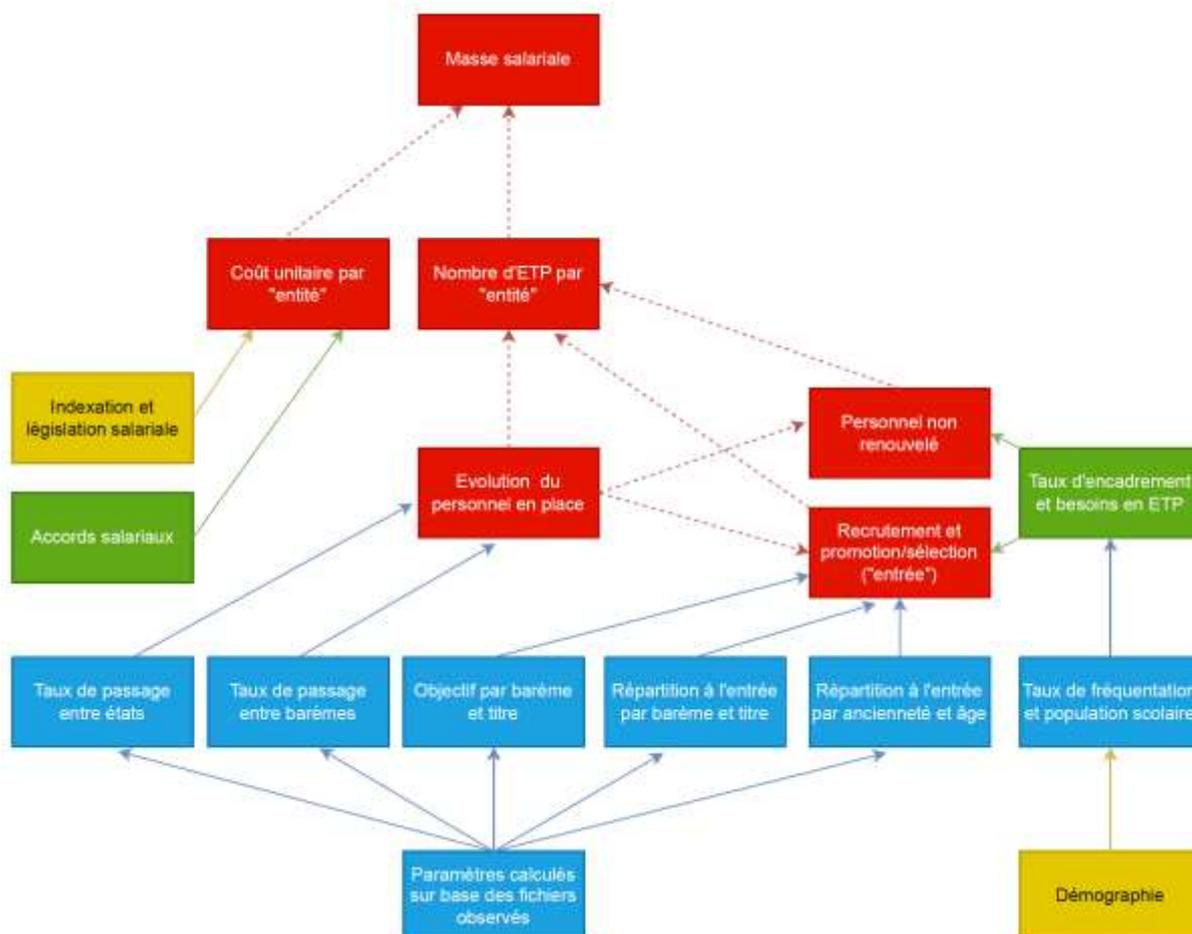 Masse salariale
Coût unitaire par
"entité"
Nombre d'ETP par
"entité"
Indexation et
législation salariale
Personnel non
renouvelé
Evolution du
personnel en place
Taux d'encadrement
et besoins en ETP
Accords salariaux
Recrutement et
promotion/sélection
("entrée")
Taux de passage
entre états
Taux de passage
entre barèmes
Objectif par barème
et titre
Répartition à l'entrée
par barème et titre
Répartition à l'entrée
par ancienneté et âge
Taux de fréquentation
et population scolaire
Paramètres calculés
sur base des fichiers
observés
Démographie